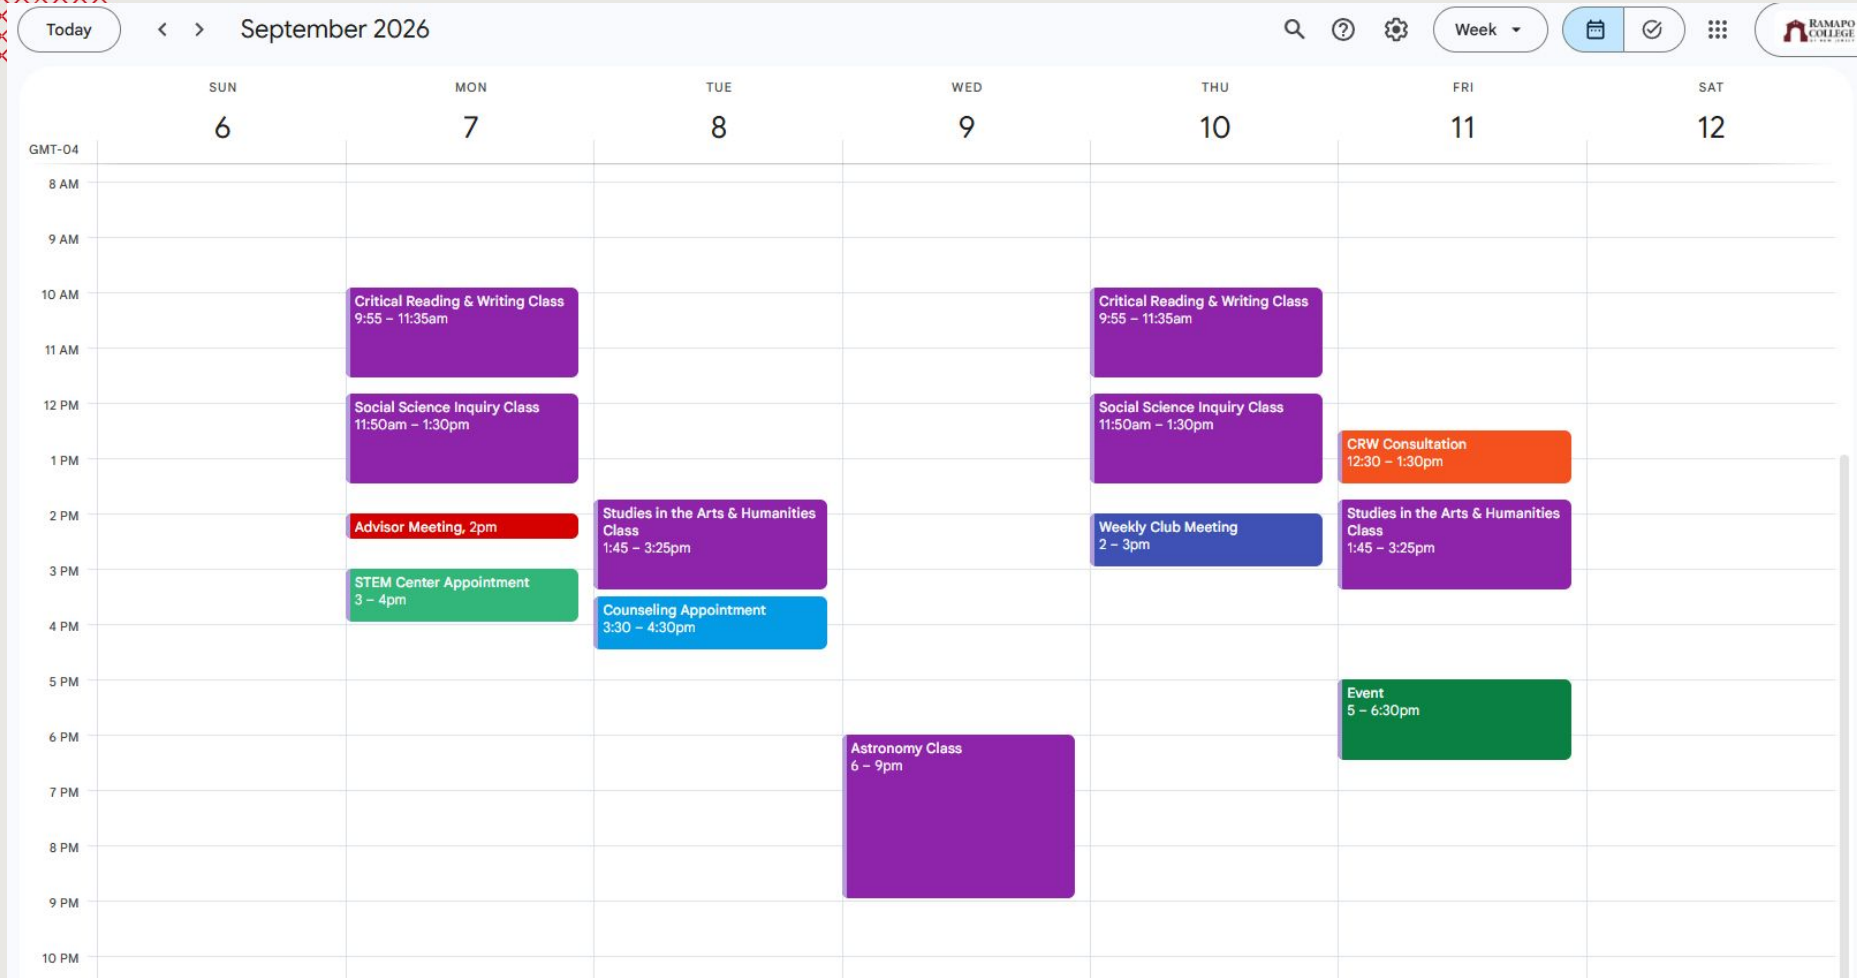 Today
September 2026
Week
RAMAPO
COLLEGE
SUN
MON
TUE
WED
THU
FRI
SAT
6
7
8
9
10
11
12
GMT-04
8 AM
9 AM
10 AM
11 AM
12 PM
1 PM
2 PM
3 PM
4 PM
5 PM
6 PM
7 PM
8 PM
9 PM
10 PM
Critical Reading & Writing Class
9:55 – 11:35am
Social Science Inquiry Class
11:50am – 1:30pm
Advisor Meeting, 2pm
STEM Center Appointment
3 – 4pm
Studies in the Arts & Humanities
Class
1:45 – 3:25pm
Counseling Appointment
3:30 – 4:30pm
Astronomy Class
6 – 9pm
Critical Reading & Writing Class
9:55 – 11:35am
Social Science Inquiry Class
11:50am – 1:30pm
Weekly Club Meeting
2 – 3pm
CRW Consultation
12:30 – 1:30pm
Studies in the Arts & Humanities
Class
1:45 – 3:25pm
Event
5 – 6:30pm